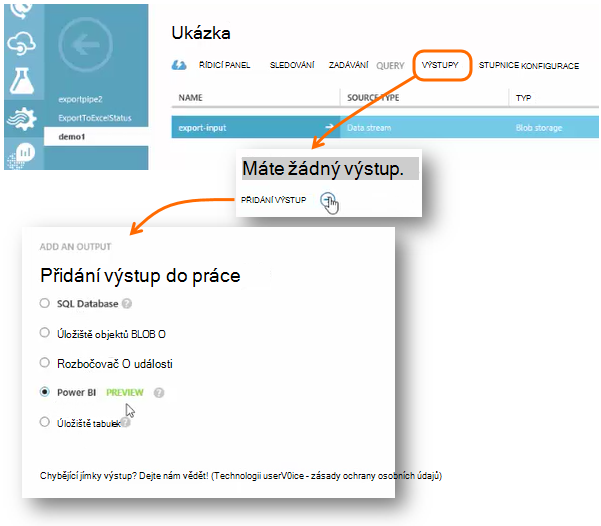 Ukázka
ŘÍDICÍ PANEL SLEDOVÁNÍ ZADÁVÁNÍ QUERY VÝSTUPY STUPNICE KONFIGURACE
exportpipe2
ExportToExcelStatus
demo1
NAME SOURCE TYPE TYP
export-input Data stream Blob storage
Máte žádný výstup.
PŘIDÁNÍ VÝSTUP
ADD AN OUTPUT
Přidání výstup do práce
SQL Database
Úložiště objektů BLOB O
Rozbočovač O události
Power BI PREVIEW
Úložiště tabulek
Chybějící jímky výstup? Dejte nám vědět! (Technologii userV0ice - zásady ochrany osobních údajů)